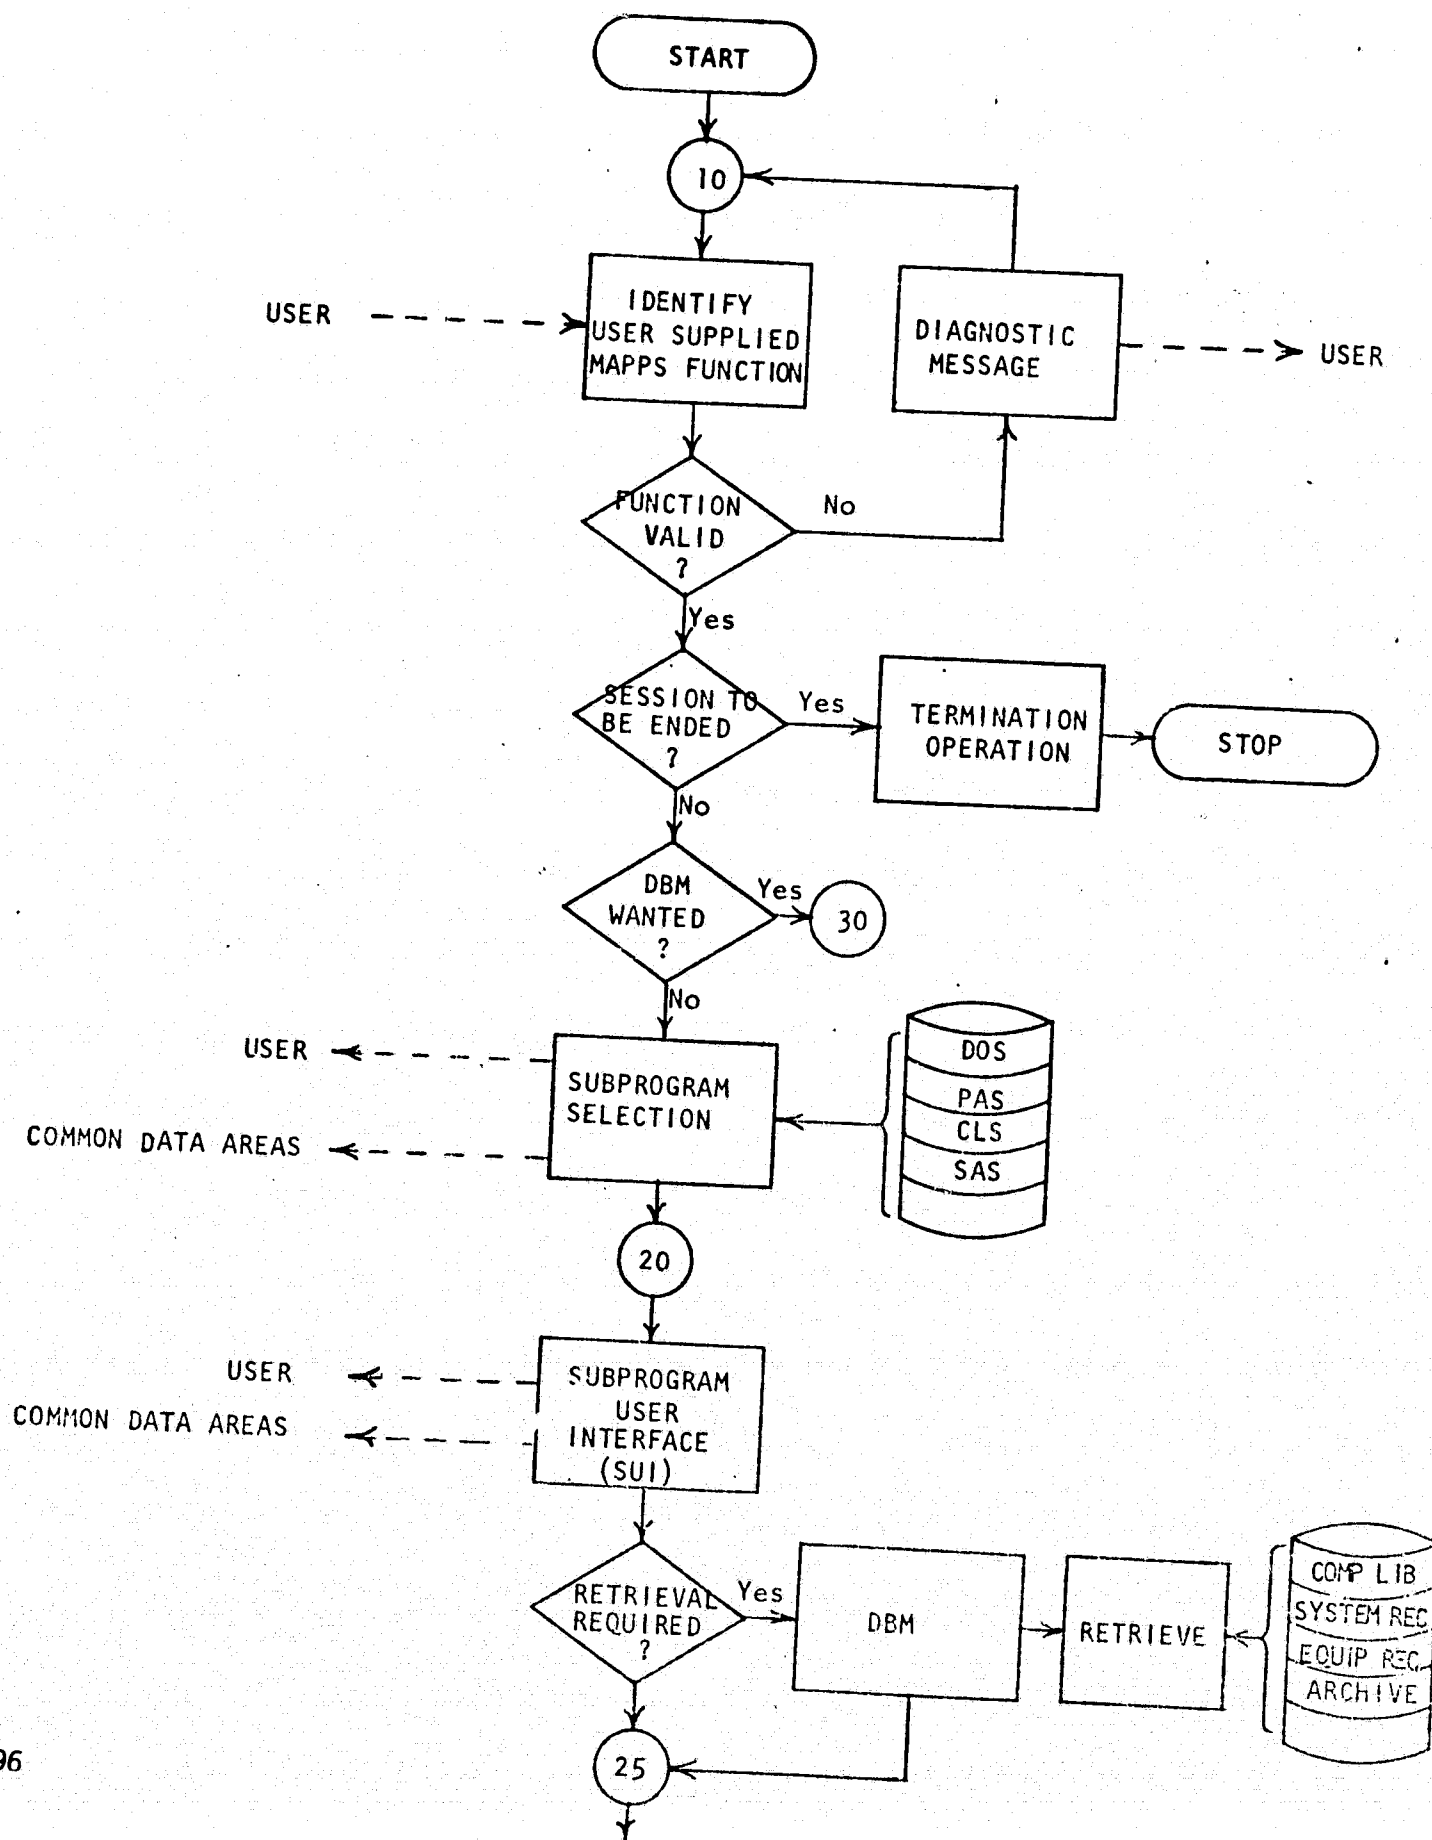 START
10
USER
IDENTIFY
USER SUPPLIED
MAPPS FUNCTION
DIAGNOSTIC
MESSAGE
USER
FUNCTION
VALID
?
No
Yes
SESSION TO
BE ENDED
?
Yes
TERMINATION
OPERATION
STOP
No
DBM
WANTED
?
Yes
30
No
USER
COMMON DATA AREAS
SUBPROGRAM
SELECTION
DOS
PAS
CLS
SAS
20
USER
COMMON DATA AREAS
SUBPROGRAM
USER
INTERFACE
(SUI)
RETRIEVAL
REQUIRED
?
Yes
DBM
RETRIEVE
COMP LIB
SYSTEM REC
EQUIP REC
ARCHIVE
25
96